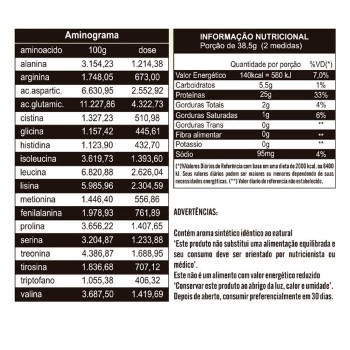 Aminograma
aminoacido 100g dose
alanina 3.154,23 1.214,38
arginina 1.748,05 673,00
ac.aspartic. 6.630,95 2.552,92
ac.glutamic. 11.227,86 4.322,73
cistina 1.327,23 510,98
glicina 1.157,42 445,61
histidina 1.123,90 432,70
isoleucina 3.619,73 1.393,60
leucina 6.820,88 2.626,04
lisina 5.985,96 2.304,59
metionina 1.446,40 556,86
fenilalanina 1.978,93 761,89
prolina 3.656,22 1.407,65
serina 3.204,87 1.233,88
treonina 4.386,87 1.688,95
tirosina 1.836,68 707,12
triptofano 1.055,38 406,32
valina 3.687,50 1.419,69
INFORMAÇÃO NUTRICIONAL
Porção de 38,5g (2 medidas)
Quantidade por porção %VD(*)
Valor Energético 140kcal = 580 kJ 7,0%
Carboidratos 5,5g 1%
Proteínas 25g 33%
Gorduras Totais 2g 4%
Gorduras Saturadas 1g 6%
Gorduras Trans 0g **
Fibra alimentar 0g **
Potassio 0g **
Sódio 95mg 4%
(*)%Valores Diários de Referência com base em uma dieta de 2000 kcal, ou 8400
kJ. Seus valores diários podem ser maiores ou menores dependendo de suas
necessidades energéticas. (**) Valor diário de referência não estabelecido.
ADVERTÊNCIAS:
Contém aroma sintético idêntico ao natural
"Este produto não substitui uma alimentação equilibrada e
seu consumo deve ser orientado por nutricionista ou
médico".
Este não é um alimento com valor energético reduzido
"Conservar este produto ao abrigo da luz, calor e umidade".
Depois de aberto, consumir preferencialmente em 30 dias.